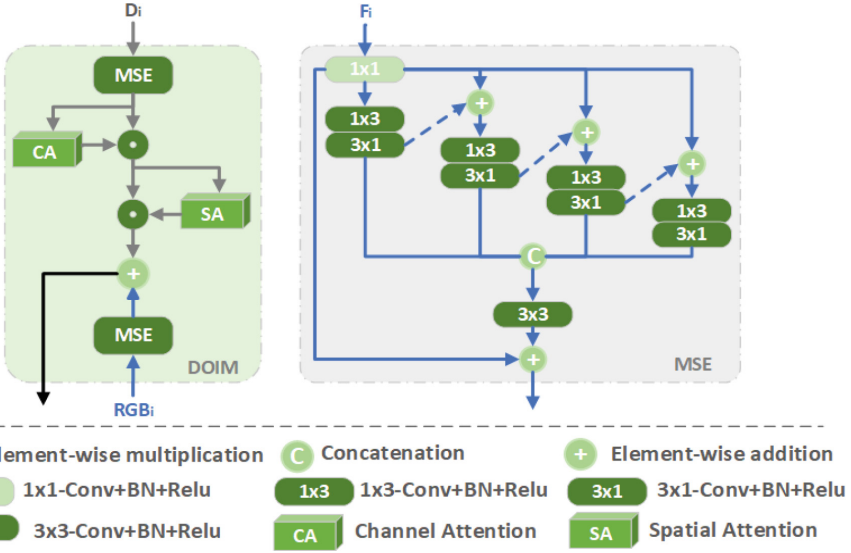 Di
Fi
MSE
1x1
+
1x3
1x3
3x1
+
+
CA
1x3
3x1
3x1
1x3
SA
3x1
1x3
3x1
+
C
MSE
3x3
DOIM
+
MSE
RGBi
multiplication
C Concatenation
+ Element-wise addition
1x1-Conv+BN+Relu
1x3 1x3-Conv+BN+Relu
3x1 3x1-Conv+BN+Relu
3x3-Conv+BN+Relu
CA Channel Attention
SA Spatial Attention